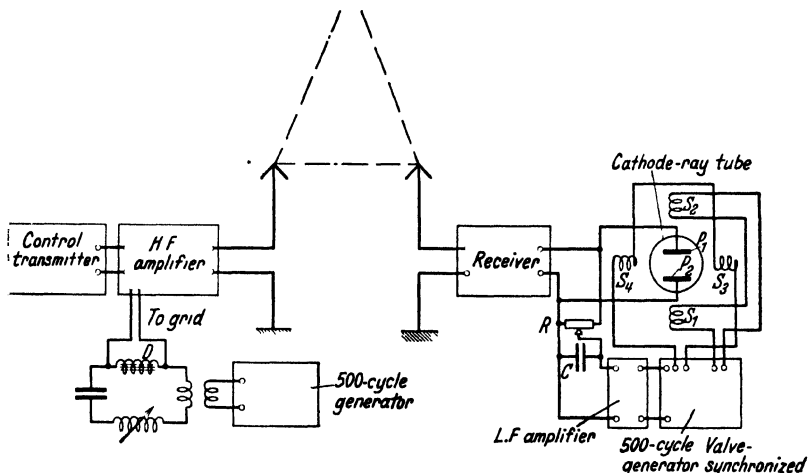 Cathode-ray tube
S₂
P₁
Control
transmitter
H F
amplifier
Receiver
P₂
S₄
S₃
To grid
R
S₁
D
500-cycle
generator
C
L.F amplifier
500-cycle Valve-
generator synchronized